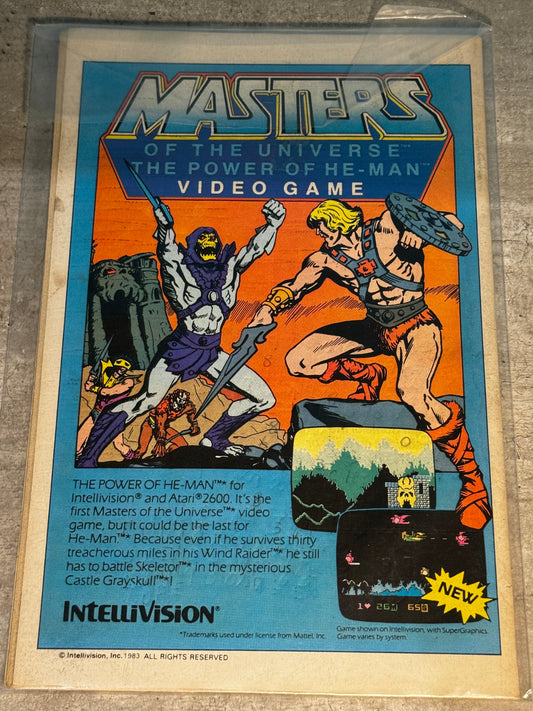 MASTERS
OF THE UNIVERSE™
THE POWER OF HE-MAN™
VIDEO GAME
THE POWER OF HE-MAN™* for
Intellivision® and Atari® 2600. It's the
first Masters of the Universe™* video
game, but it could be the last for
He-Man™*. Because even if he survives thirty
treacherous miles in his Wind Raider™* he still
has to battle Skeletor™* in the mysterious
Castle Grayskull™*!
INTELLIVISION®
NEW
*Trademarks used under license from Mattel, Inc.
Game shown on Intellivision, with SuperGraphics.
Game varies by system.
© Intellivision, Inc. 1983 ALL RIGHTS RESERVED